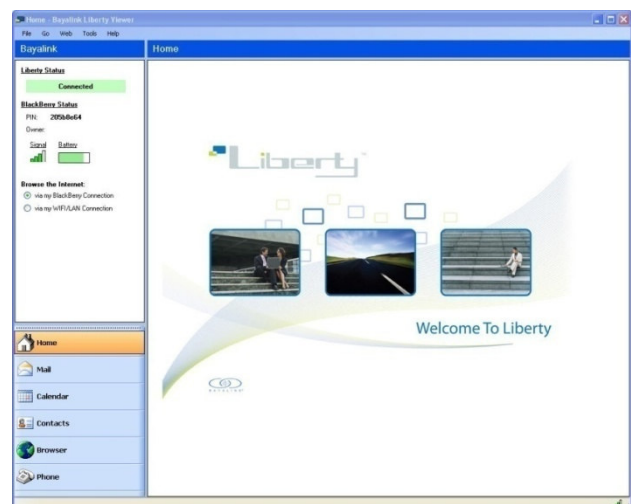 Home - Bayalink Liberty Viewer
File Go Web Tools Help
Bayalink
Home
Liberty Status
Connected
BlackBerry Status
PIN: 205b8e64
Owner:
Signal Battery
Browse the Internet:
via my BlackBerry Connection
via my WIFI/LAN Connection
Liberty
Welcome To Liberty
BAYALINK
Home
Mail
Calendar
Contacts
Browser
Phone